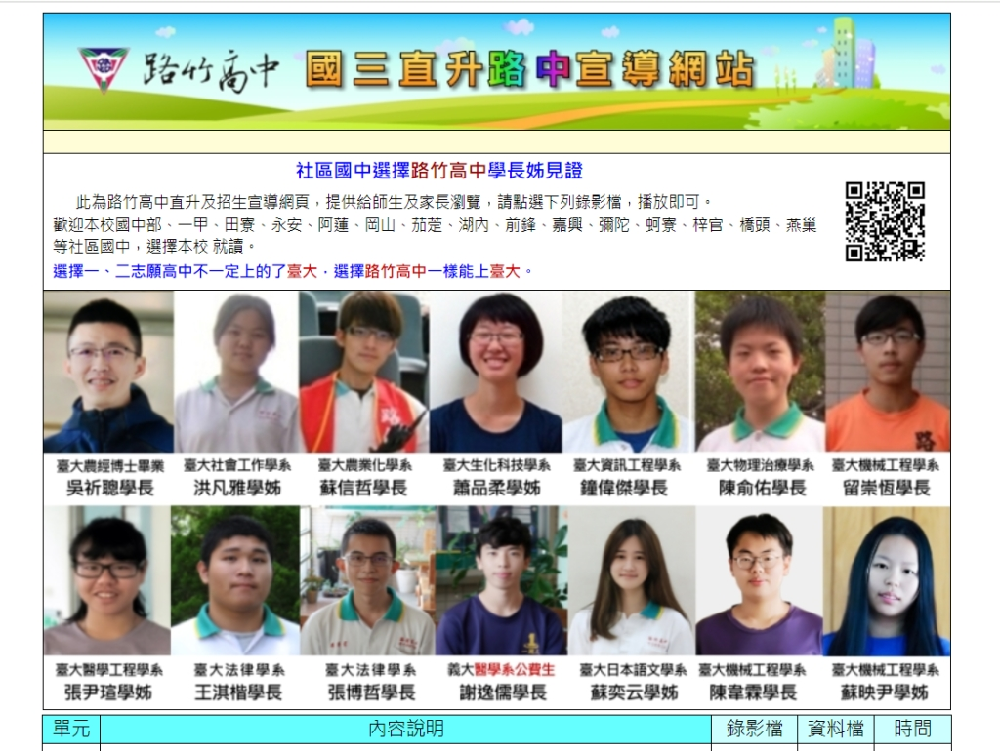 路竹高中 國三直升路中宣導網站
社區國中選擇路竹高中學長姊見證
此為路竹高中直升及招生宣導網頁，提供給師生及家長瀏覽，請點選下列錄影檔，播放即可。
歡迎本校國中部、一甲、田寮、永安、阿蓮、岡山、茄萣、湖內、前鋒、嘉興、彌陀、蚵寮、梓官、橋頭、燕巢
等社區國中，選擇本校 就讀。
選擇一、二志願高中不一定上的了臺大，選擇路竹高中一樣能上臺大。
臺大農經博士畢業 臺大社會工作學系 臺大農業化學系 臺大生化科技學系 臺大資訊工程學系 臺大物理治療學系 臺大機械工程學系
吳祈聰學長 洪凡雅學姊 蘇信哲學長 蕭品柔學姊 鐘偉傑學長 陳俞佑學長 留崇恆學長
臺大醫學工程學系 臺大法律學系 臺大法律學系 義大醫學系公費生 臺大日本語文學系 臺大機械工程學系 臺大機械工程學系
張尹瑄學姊 王淇楷學長 張博哲學長 謝逸儒學長 蘇奕云學姊 陳韋霖學長 蘇映尹學姊
單元 內容說明 錄影檔 資料檔 時間